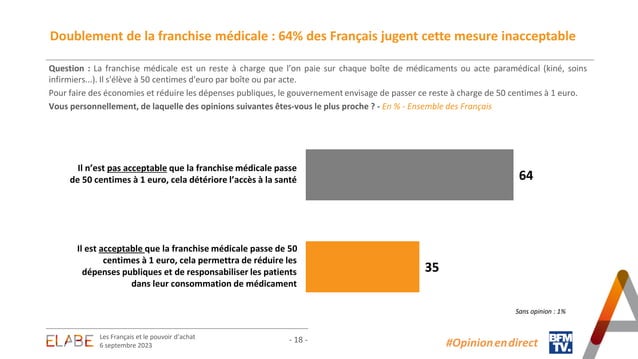 Doublement de la franchise médicale : 64% des Français jugent cette mesure inacceptable
Question : La franchise médicale est un reste à charge que l'on paie sur chaque boîte de médicaments ou acte paramédical (kiné, soins
infirmiers...). Il s'élève à 50 centimes d'euro par boîte ou par acte.
Pour faire des économies et réduire les dépenses publiques, le gouvernement envisage de passer ce reste à charge de 50 centimes à 1 euro.
Vous personnellement, de laquelle des opinions suivantes êtes-vous le plus proche ? - En % - Ensemble des Français
Il n'est pas acceptable que la franchise médicale passe
de 50 centimes à 1 euro, cela détériore l'accès à la santé
64
Il est acceptable que la franchise médicale passe de 50
centimes à 1 euro, cela permettra de réduire les
dépenses publiques et de responsabiliser les patients
dans leur consommation de médicament
35
Sans opinion : 1%
ELABE
Les Français et le pouvoir d'achat
6 septembre 2023
- 18 -
#Opinion en direct
BFM
TV.